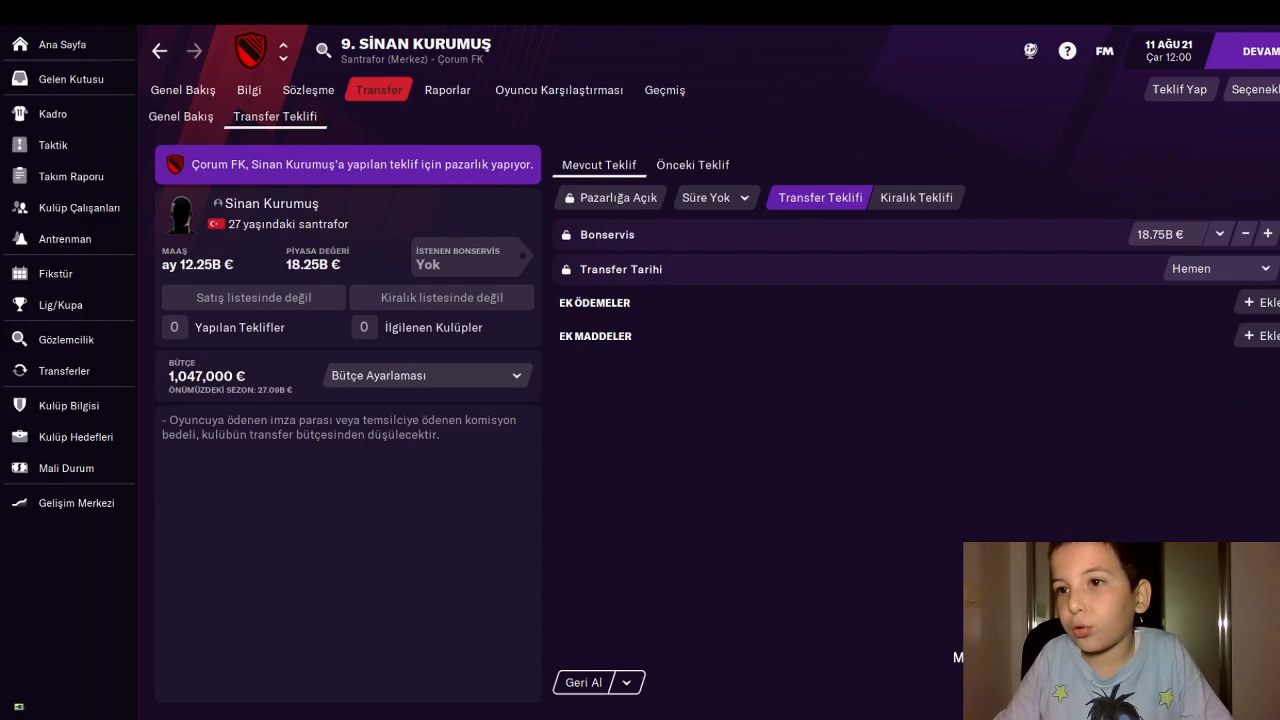 Ana Sayfa
Gelen Kutusu
Kadro
Taktik
Takım Raporu
Kulüp Çalışanları
Antrenman
Fikstür
Lig/Kupa
Gözlemcilik
Transferler
Kulüp Bilgisi
Kulüp Hedefleri
Mali Durum
Gelişim Merkezi
9. SİNAN KURUMUŞ
Santrafor (Merkez) - Çorum FK
FM
11 AĞU 21
Çar 12:00
DEVAM
Genel Bakış Bilgi Sözleşme Transfer Raporlar Oyuncu Karşılaştırması Geçmiş
Teklif Yap Seçenekl
Genel Bakış Transfer Teklifi
Çorum FK, Sinan Kurumuş'a yapılan teklif için pazarlık yapıyor.
Sinan Kurumuş
27 yaşındaki santrafor
MAAŞ PİYASA DEĞERİ İSTENEN BONSERVİS
ay 12.25B € 18.25B € Yok
Satış listesinde değil Kiralık listesinde değil
0 Yapılan Teklifler 0 İlgilenen Kulüpler
BÜTÇE
1,047,000 €
ÖNÜMÜZDEKİ SEZON: 27.09B €
Bütçe Ayarlaması
- Oyuncuya ödenen imza parası veya temsilciye ödenen komisyon
bedeli, kulübün transfer bütçesinden düşülecektir.
Mevcut Teklif Önceki Teklif
Pazarlığa Açık Süre Yok Transfer Teklifi Kiralık Teklifi
Bonservis 18.75B € - +
Transfer Tarihi Hemen
EK ÖDEMELER + Ekle
EK MADDELER + Ekle
M
Geri Al